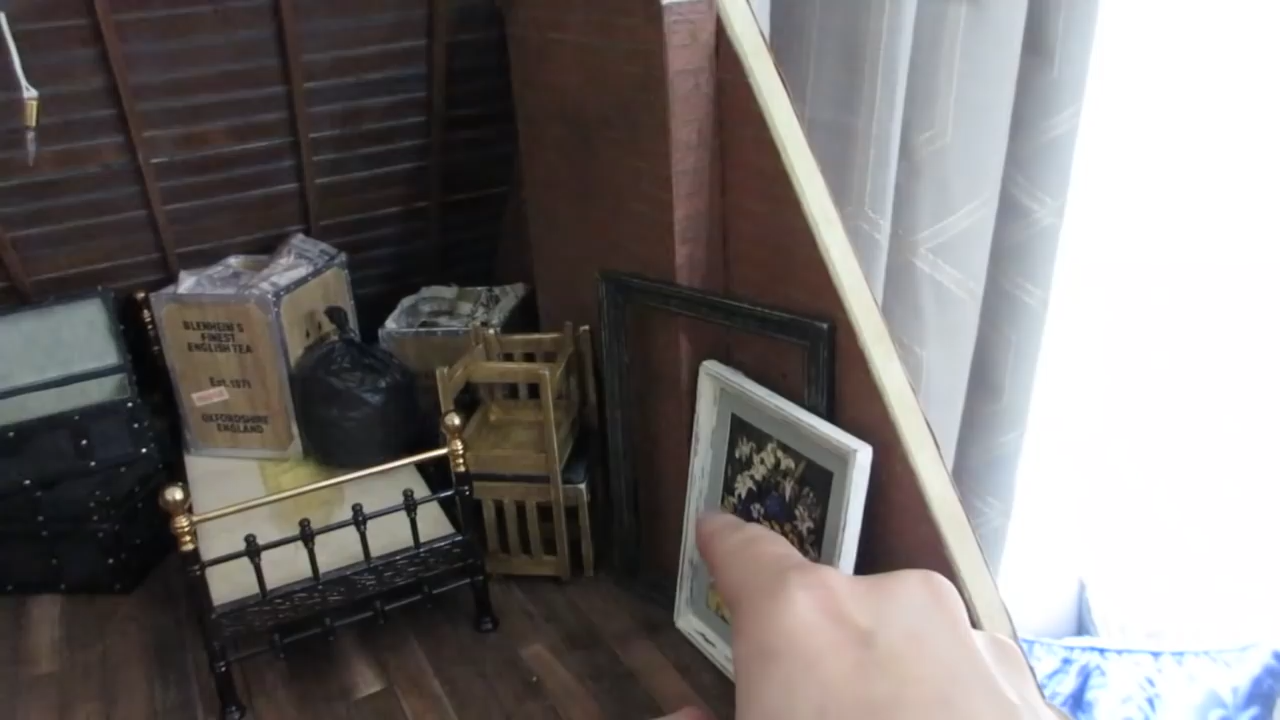 BLENHEIM'S
FINEST
ENGLISH TEA
Est. 1871
OXFORDSHIRE
ENGLAND